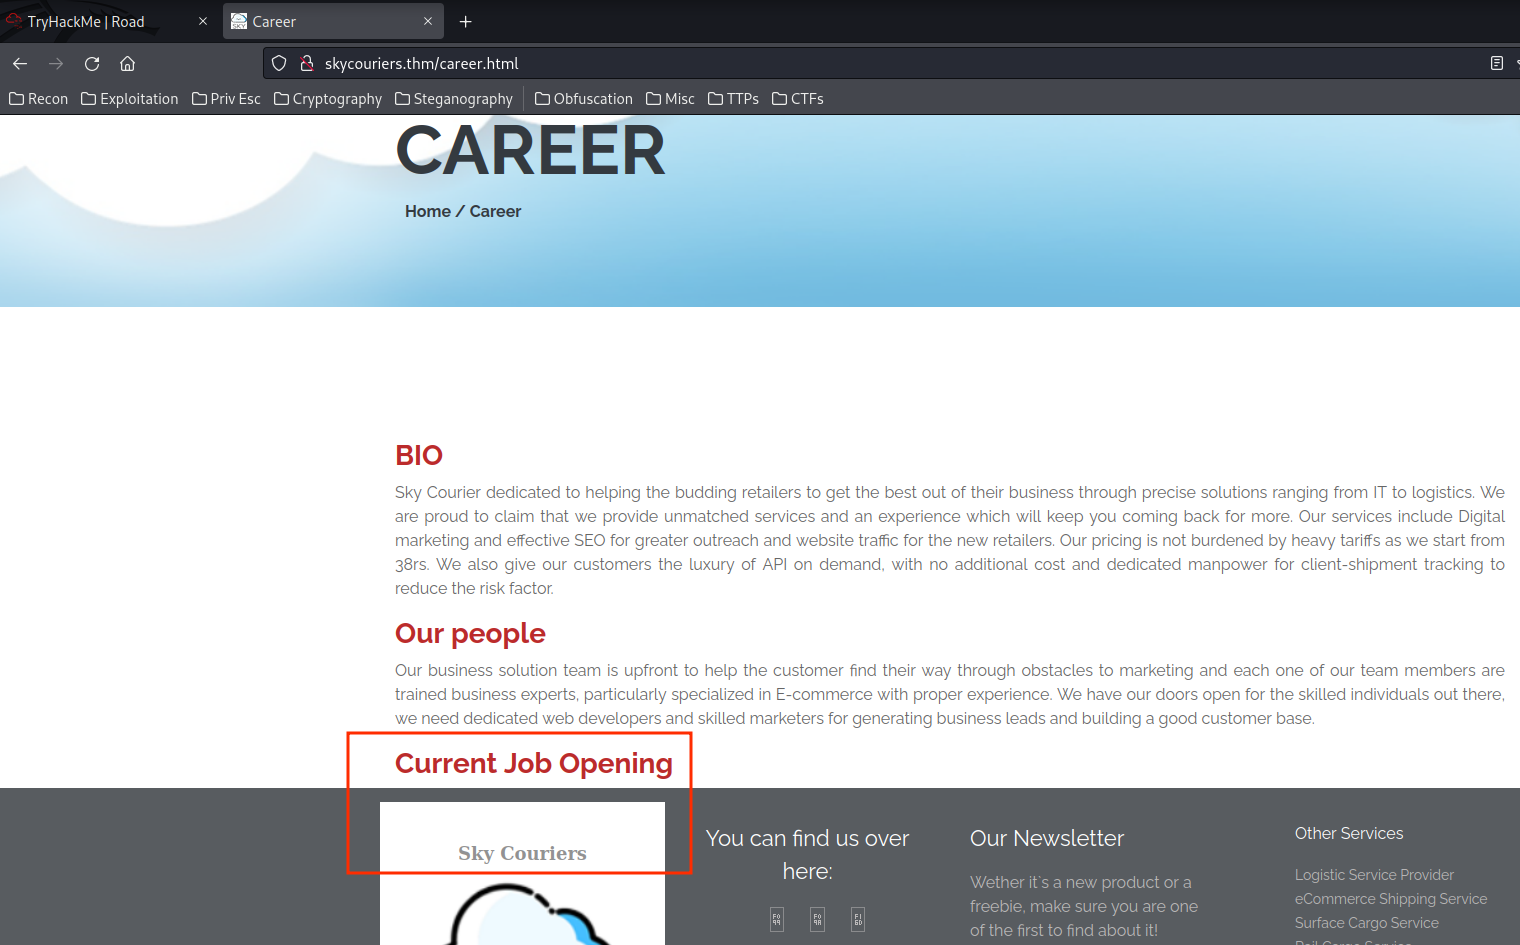 TryHackMe | Road
Career
skycouriers.thm/career.html
Recon
Exploitation
Priv Esc
Cryptography
Steganography
Obfuscation
Misc
TTPs
CTFs
CAREER
Home / Career
BIO
Sky Courier dedicated to helping the budding retailers to get the best out of their business through precise solutions ranging from IT to logistics. We
are proud to claim that we provide unmatched services and an experience which will keep you coming back for more. Our services include Digital
marketing and effective SEO for greater outreach and website traffic for the new retailers. Our pricing is not burdened by heavy tariffs as we start from
38rs. We also give our customers the luxury of API on demand, with no additional cost and dedicated manpower for client-shipment tracking to
reduce the risk factor.
Our people
Our business solution team is upfront to help the customer find their way through obstacles to marketing and each one of our team members are
trained business experts, particularly specialized in E-commerce with proper experience. We have our doors open for the skilled individuals out there,
we need dedicated web developers and skilled marketers for generating business leads and building a good customer base.
Current Job Opening
Sky Couriers
You can find us over
here:
Our Newsletter
Wether it`s a new product or a
freebie, make sure you are one
of the first to find about it!
Other Services
Logistic Service Provider
eCommerce Shipping Service
Surface Cargo Service